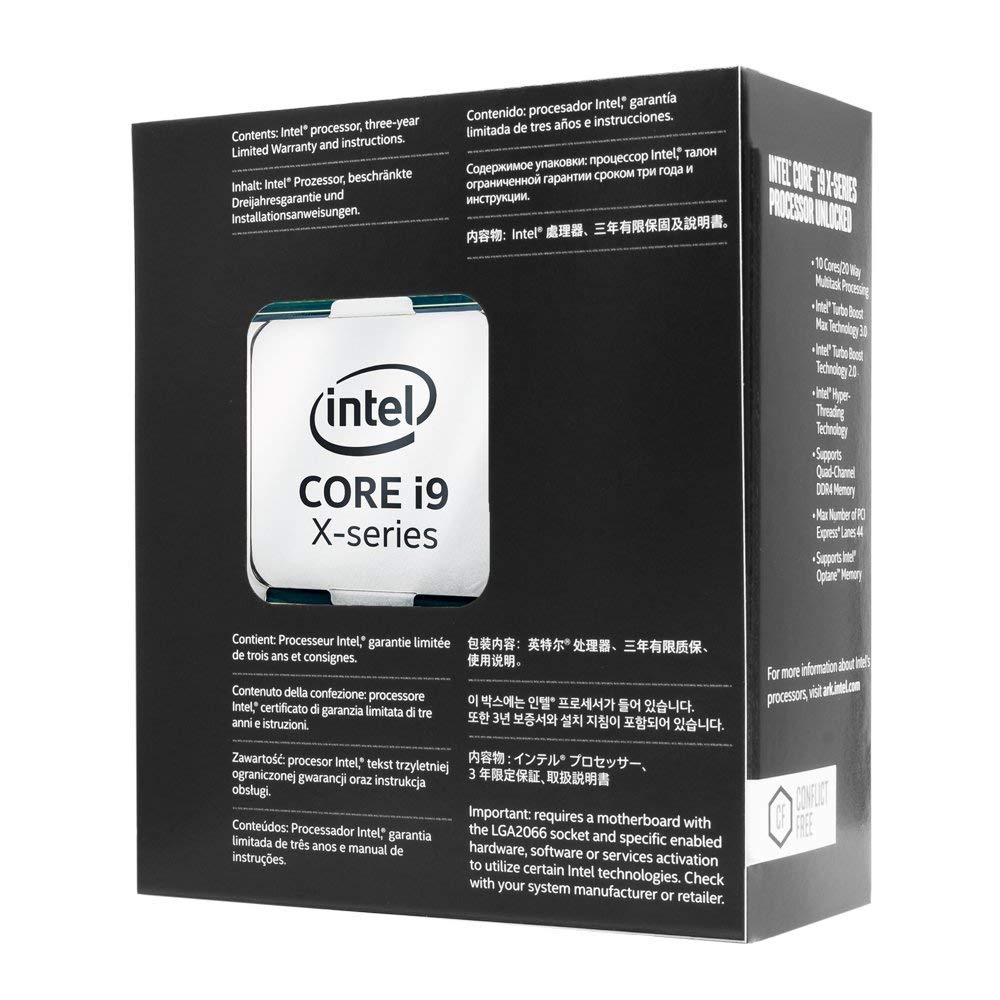 Contents: Intel® processor, three-year
Limited Warranty and instructions.
Inhalt: Intel® Prozessor, beschränkte
Dreijahresgarantie und
Installationsanweisungen.
Contenido: procesador Intel,® garantía
limitada de tres años e instrucciones.
Содержимое упаковки: процессор Intel,® талон
ограниченной гарантии сроком три года и
инструкции.
內容物: Intel® 處理器、三年有限保固及說明書。
intel
CORE i9
X-series
Contient: Processeur Intel,® garantie limitée
de trois ans et consignes.
Contenuto della confezione: processore
Intel,® certificato di garanzia limitata di tre
anni e istruzioni.
Zawartość: procesor Intel,® tekst trzyletniej
ograniczonej gwarancji oraz instrukcja
obsługi.
Conteúdos: Processador Intel,® garantia
limitada de três anos e manual de
instruções.
包装内容: 英特尔® 处理器、三年有限质保、
使用说明。
이 박스에는 인텔® 프로세서가 들어 있습니다.
또한 3년 보증서와 설치 지침이 포함되어 있습니다.
内容物 : インテル® プロセッサー、
3 年限定保証、取扱説明書
Important: requires a motherboard with
the LGA2066 socket and specific enabled
hardware, software or services activation
to utilize certain Intel technologies. Check
with your system manufacturer or retailer.
INTEL® CORE™ i9 X-SERIES
PROCESSOR UNLOCKED
• 10 Cores/20 Way
Multitask Processing
• Intel® Turbo Boost
Max Technology 3.0
• Intel® Turbo Boost
Technology 2.0
• Intel® Hyper-
Threading
Technology
• Supports
Quad-Channel
DDR4 Memory
• Max Number of PCI
Express® Lanes 44
• Supports Intel®
Optane™ Memory
For more information about Intel's
processors, visit ark.intel.com
CF
CONFLICT
FREE